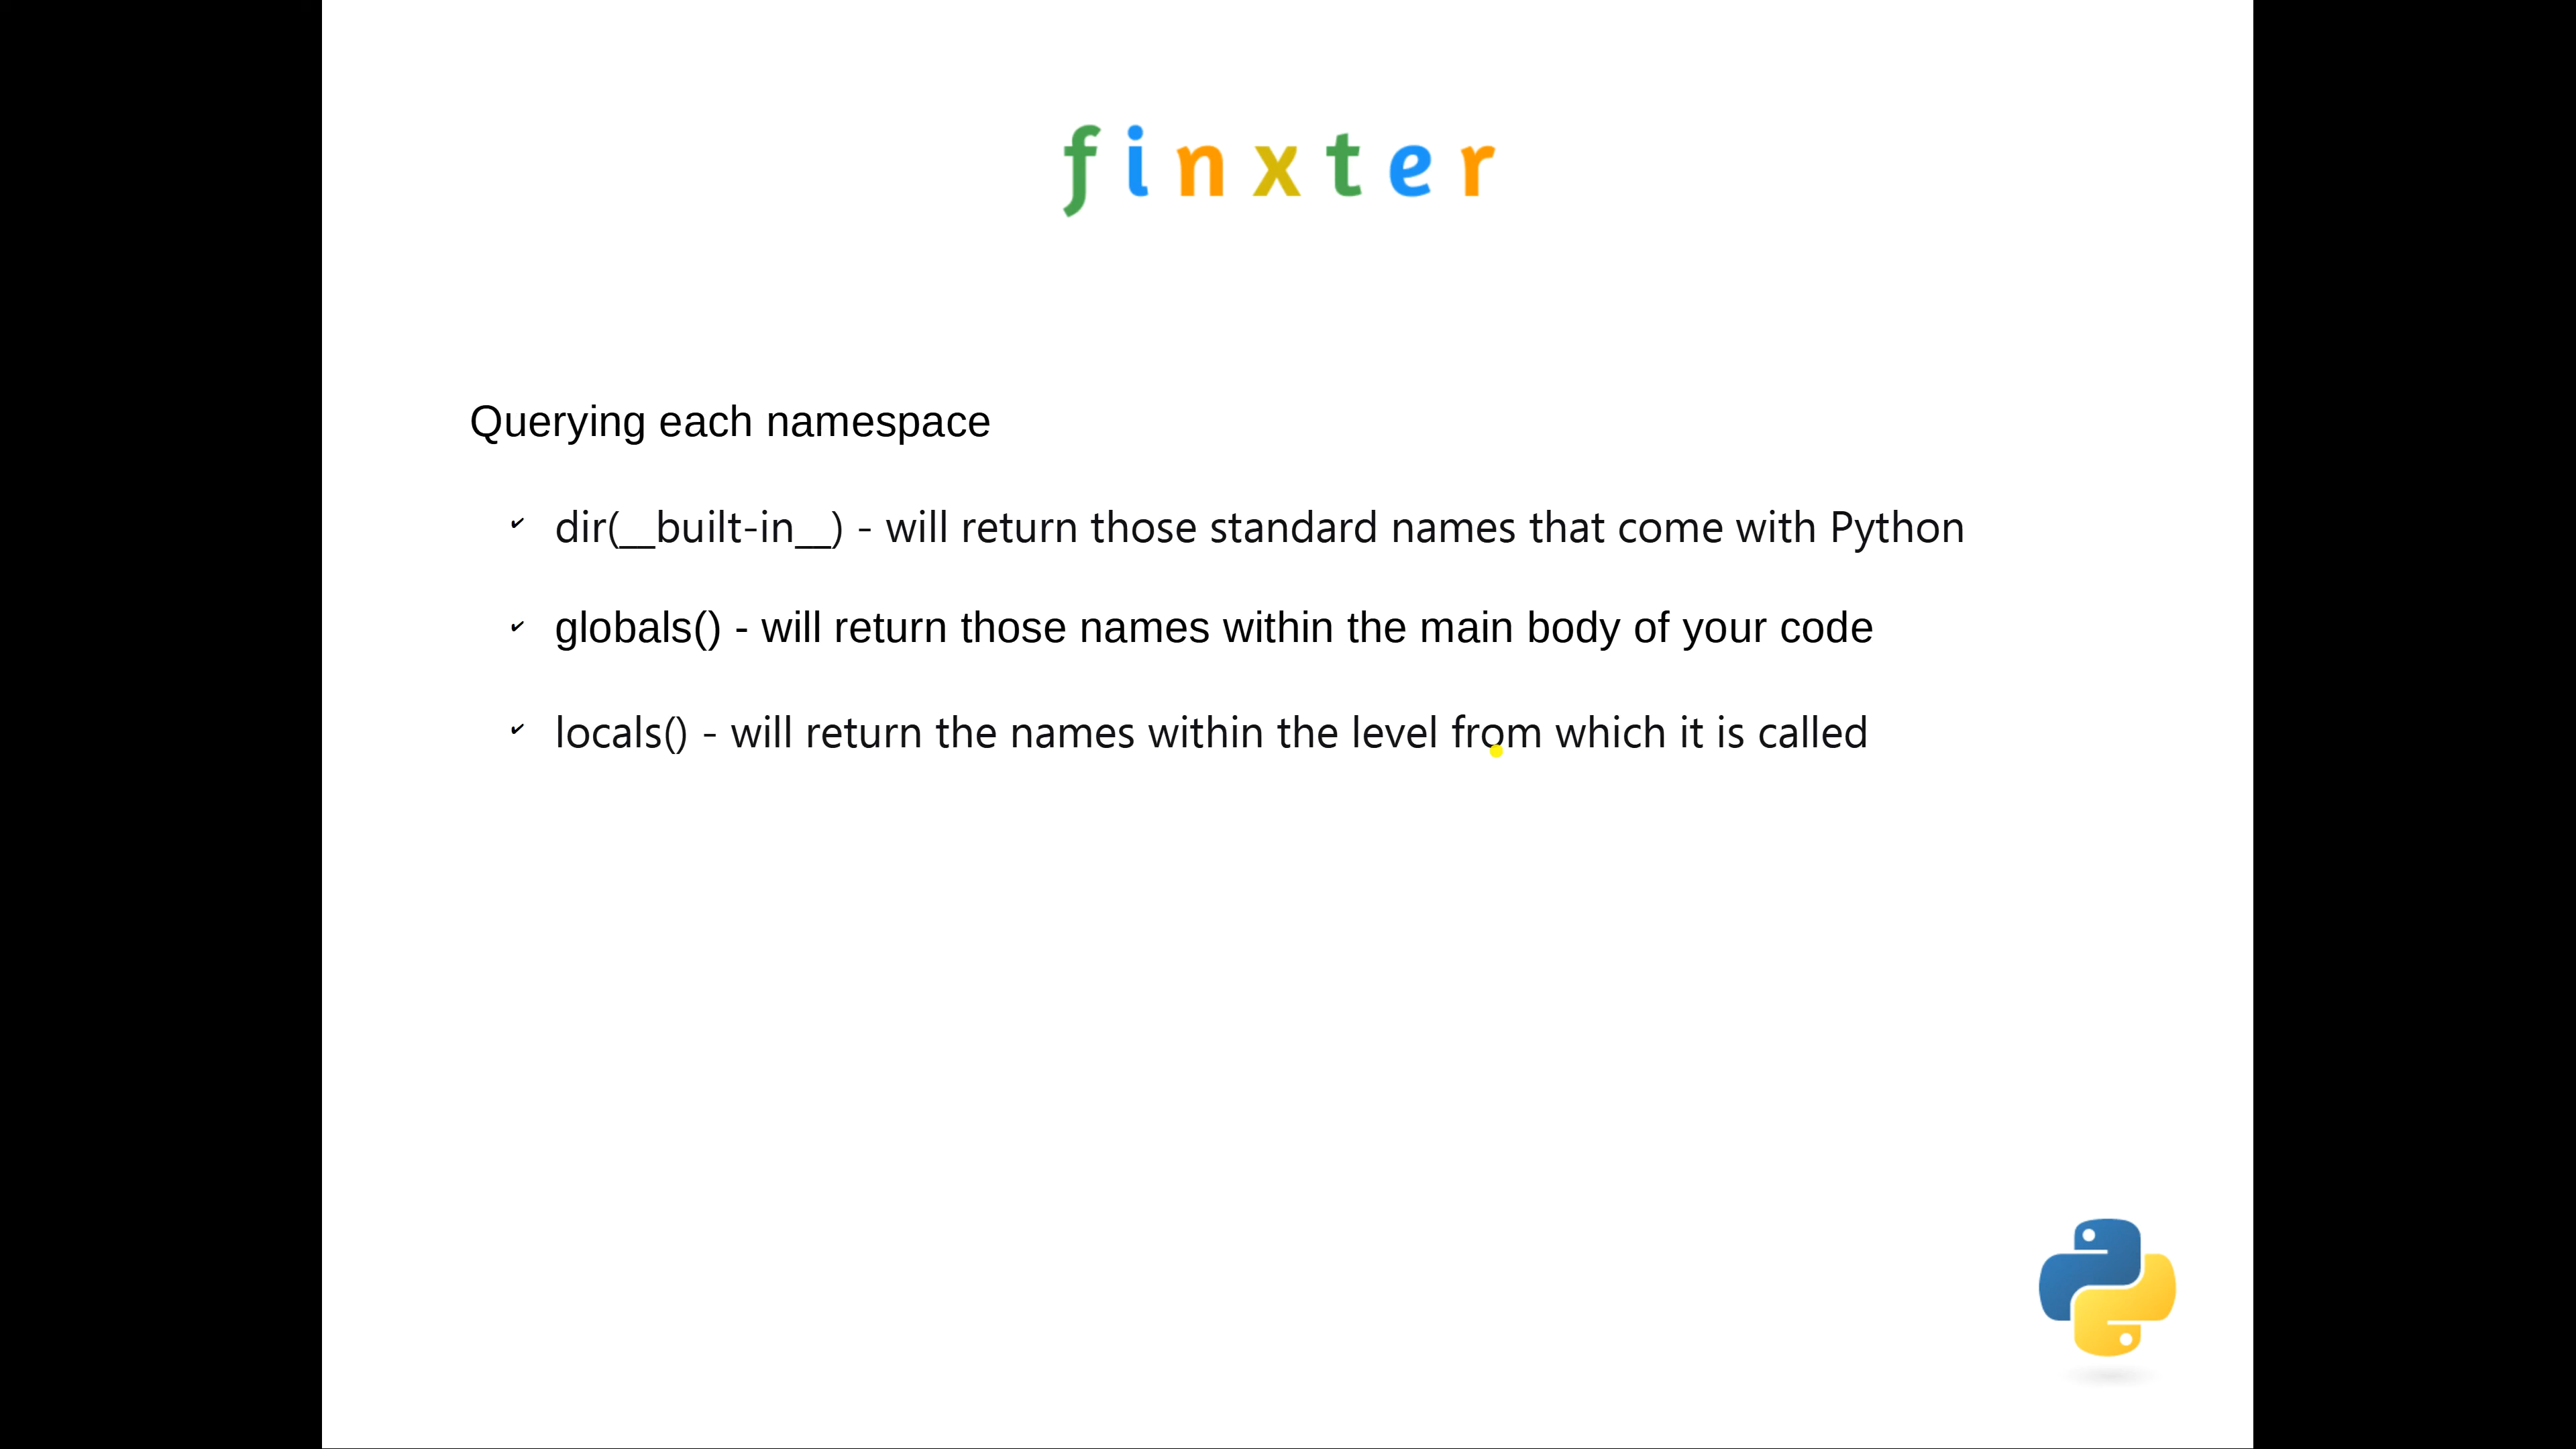 finxter
Querying each namespace
✔ dir(__built-in__) - will return those standard names that come with Python
✔ globals() - will return those names within the main body of your code
✔ locals() - will return the names within the level from which it is called